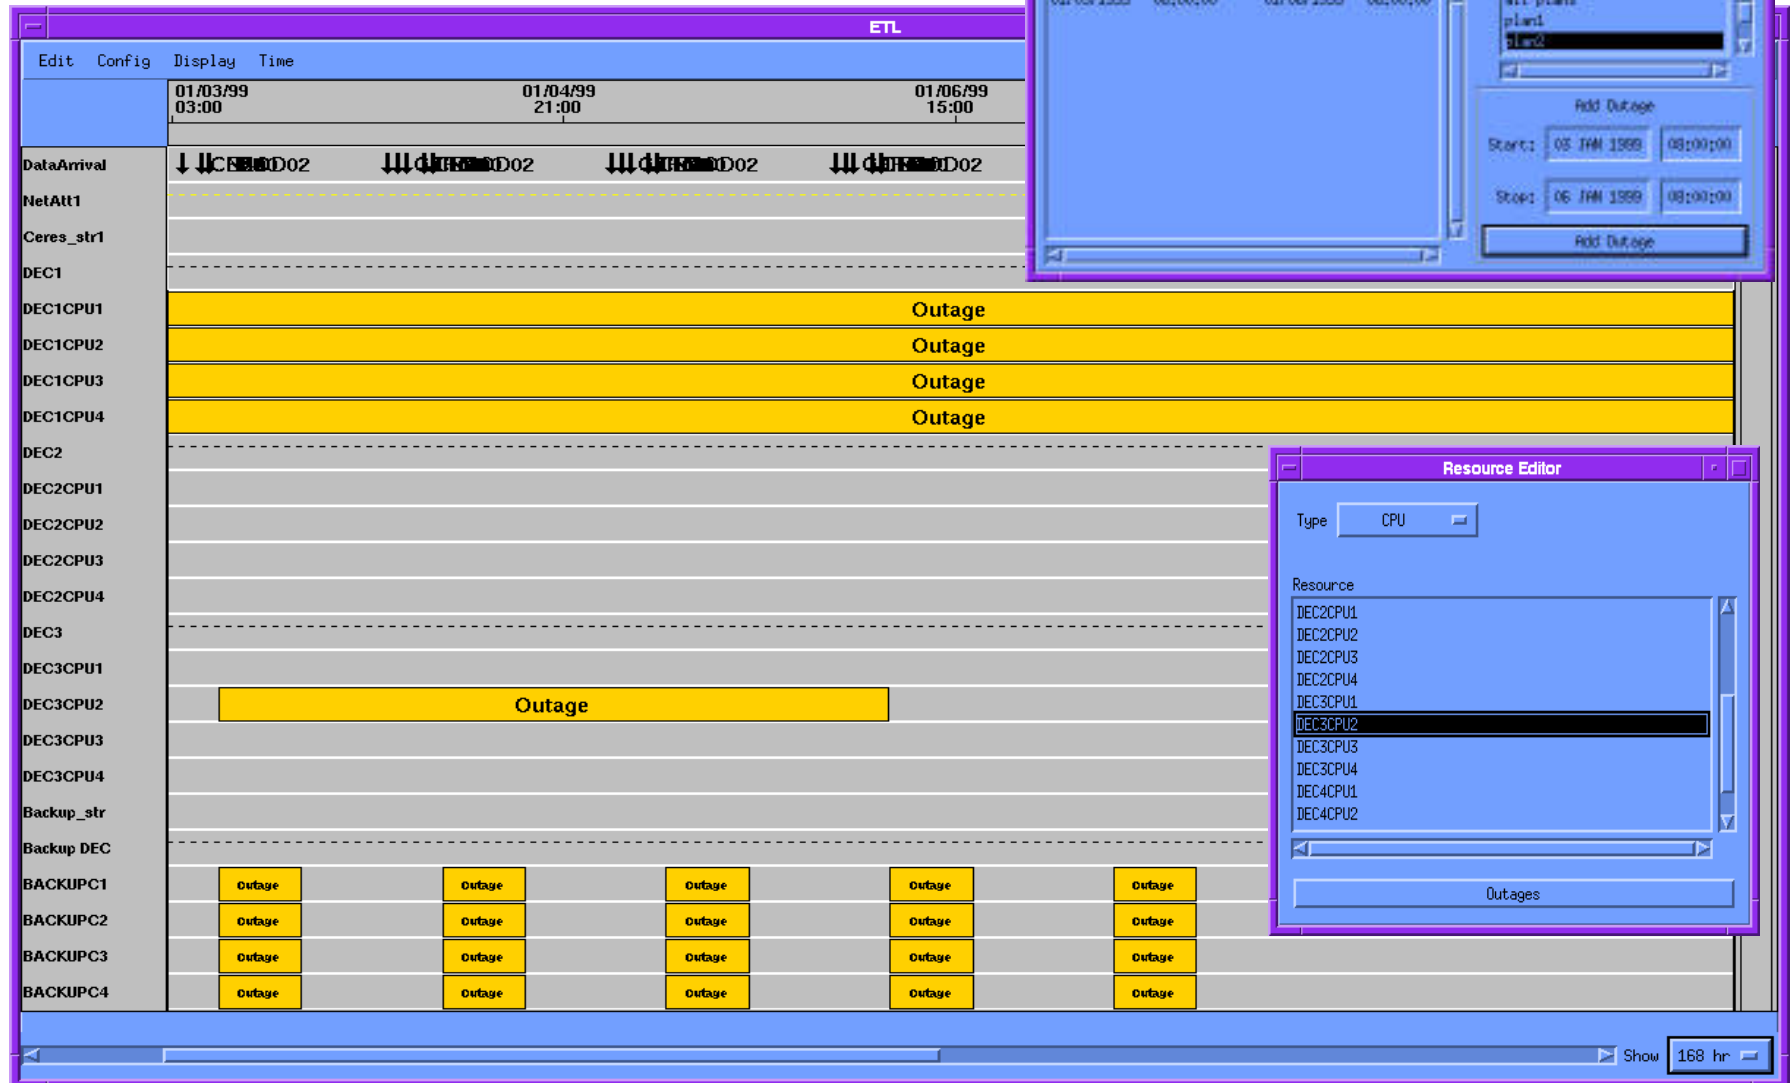 ETL
Edit Config Display Time
01/03/99 03:00
01/04/99 21:00
01/06/99 15:00
all plans
plan1
plan2
Add Outage
Start: 03 JAN 1999 08:00:00
Stop: 06 JAN 1999 08:00:00
Add Outage
DataArrival
NetAtt1
Ceres_str1
DEC1
DEC1CPU1 Outage
DEC1CPU2 Outage
DEC1CPU3 Outage
DEC1CPU4 Outage
DEC2
DEC2CPU1
DEC2CPU2
DEC2CPU3
DEC2CPU4
DEC3
DEC3CPU1
DEC3CPU2 Outage
DEC3CPU3
DEC3CPU4
Backup_str
Backup DEC
BACKUPC1 Outage Outage Outage Outage Outage
BACKUPC2 Outage Outage Outage Outage Outage
BACKUPC3 Outage Outage Outage Outage Outage
BACKUPC4 Outage Outage Outage Outage Outage
Resource Editor
Type CPU
Resource
DEC2CPU1
DEC2CPU2
DEC2CPU3
DEC2CPU4
DEC3CPU1
DEC3CPU2
DEC3CPU3
DEC3CPU4
DEC4CPU1
DEC4CPU2
Outages
Show 168 hr